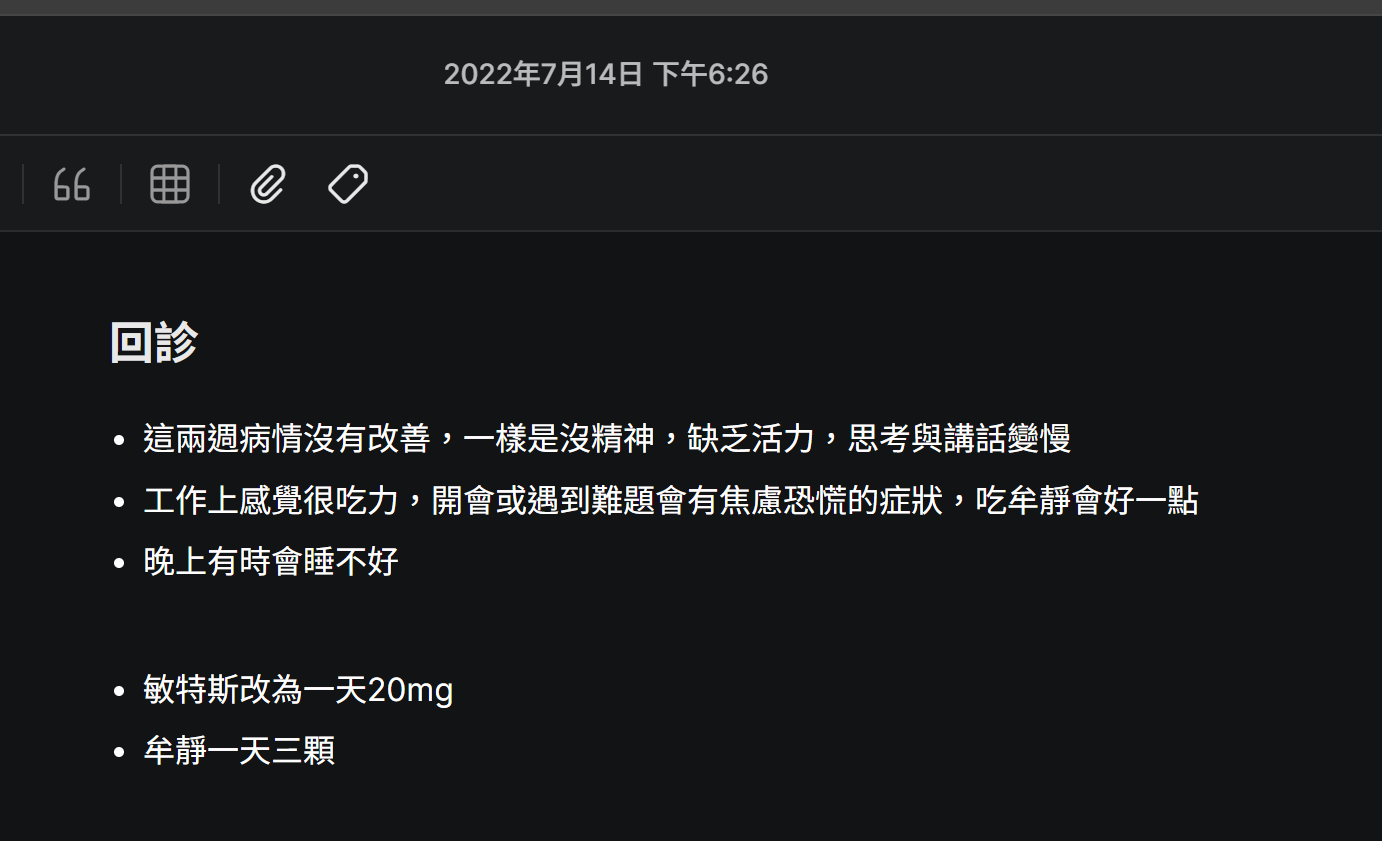 2022年7月14日 下午6:26
回診
• 這兩週病情沒有改善，一樣是沒精神，缺乏活力，思考與講話變慢
• 工作上感覺很吃力，開會或遇到難題會有焦慮恐慌的症狀，吃牟靜會好一點
• 晚上有時會睡不好
• 敏特斯改為一天20mg
• 牟靜一天三顆